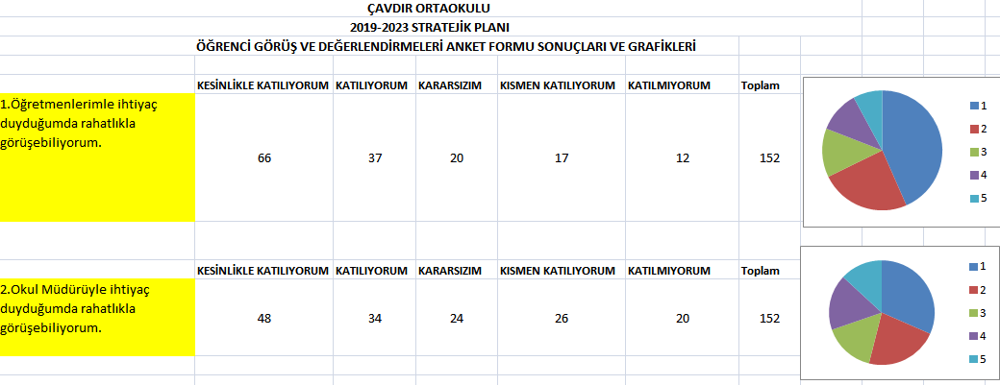 ÇAVDIR ORTAOKULU
2019-2023 STRATEJİK PLANI
ÖĞRENCİ GÖRÜŞ VE DEĞERLENDİRMELERİ ANKET FORMU SONUÇLARI VE GRAFİKLERİ
KESİNLİKLE KATILIYORUM KATILIYORUM KARARSIZIM KISMEN KATILIYORUM KATILMIYORUM Toplam
1.Öğretmenlerimle ihtiyaç
duyduğumda rahatlıkla
görüşebiliyorum.
66 37 20 17 12 152
1
2
3
4
5
KESİNLİKLE KATILIYORUM KATILIYORUM KARARSIZIM KISMEN KATILIYORUM KATILMIYORUM Toplam
2.Okul Müdürüyle ihtiyaç
duyduğumda rahatlıkla
görüşebiliyorum.
48 34 24 26 20 152
1
2
3
4
5